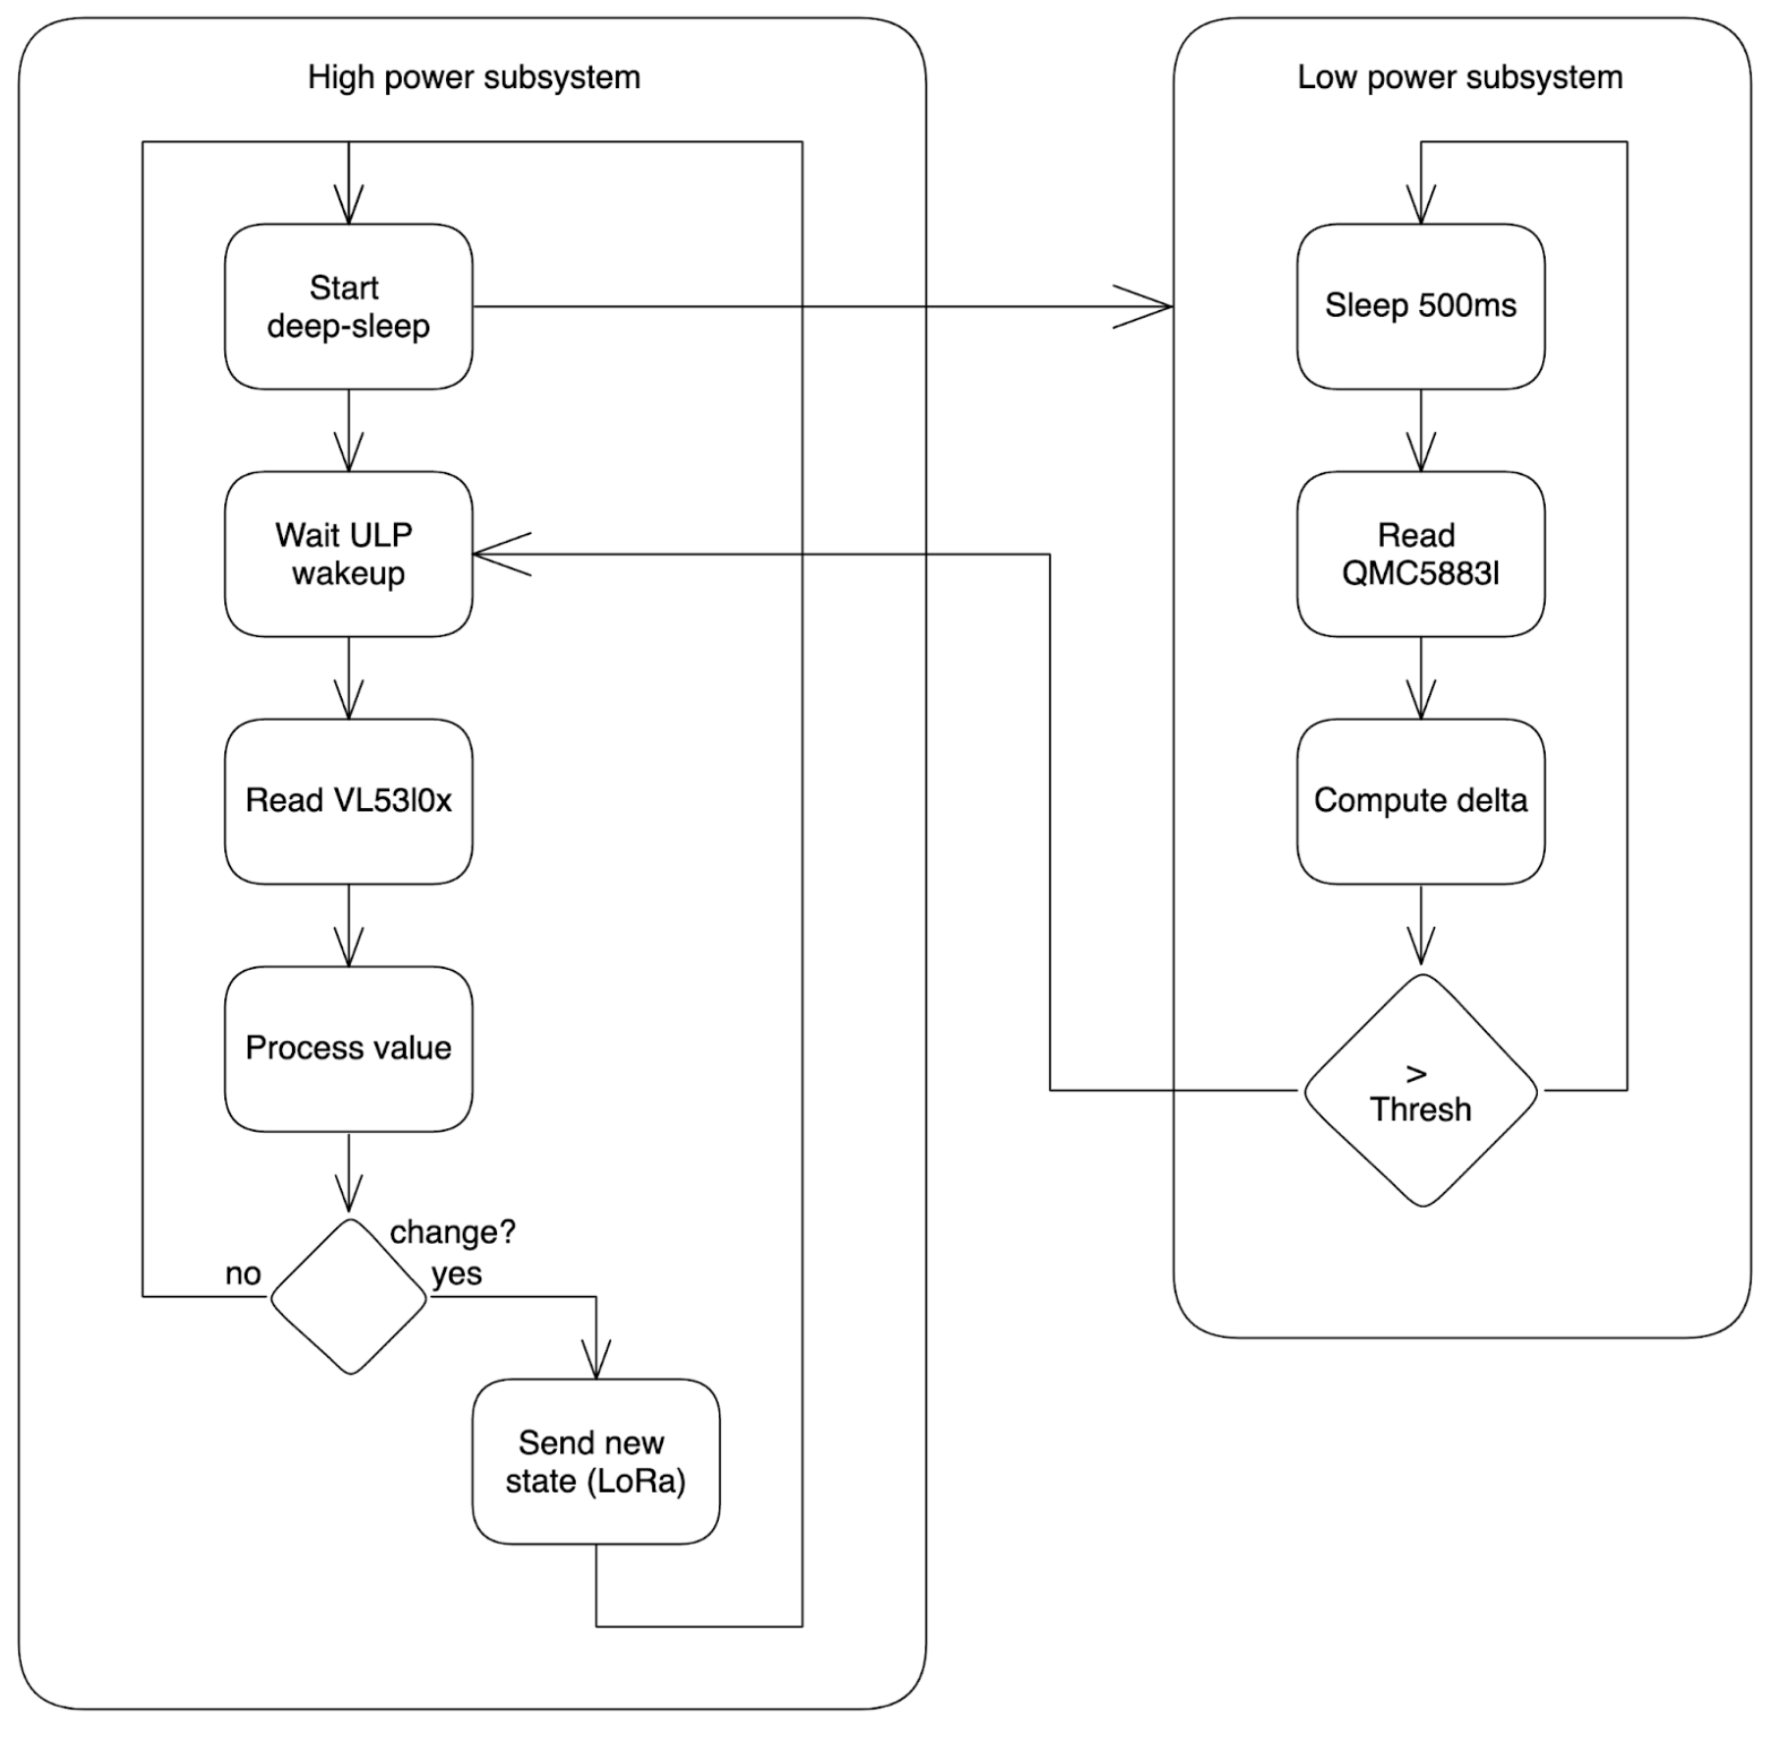 High power subsystem
Start
deep-sleep
Wait ULP
wakeup
Read VL53l0x
Process value
change?
no
yes
Send new
state (LoRa)
Low power subsystem
Sleep 500ms
Read
QMC5883l
Compute delta
>
Thresh